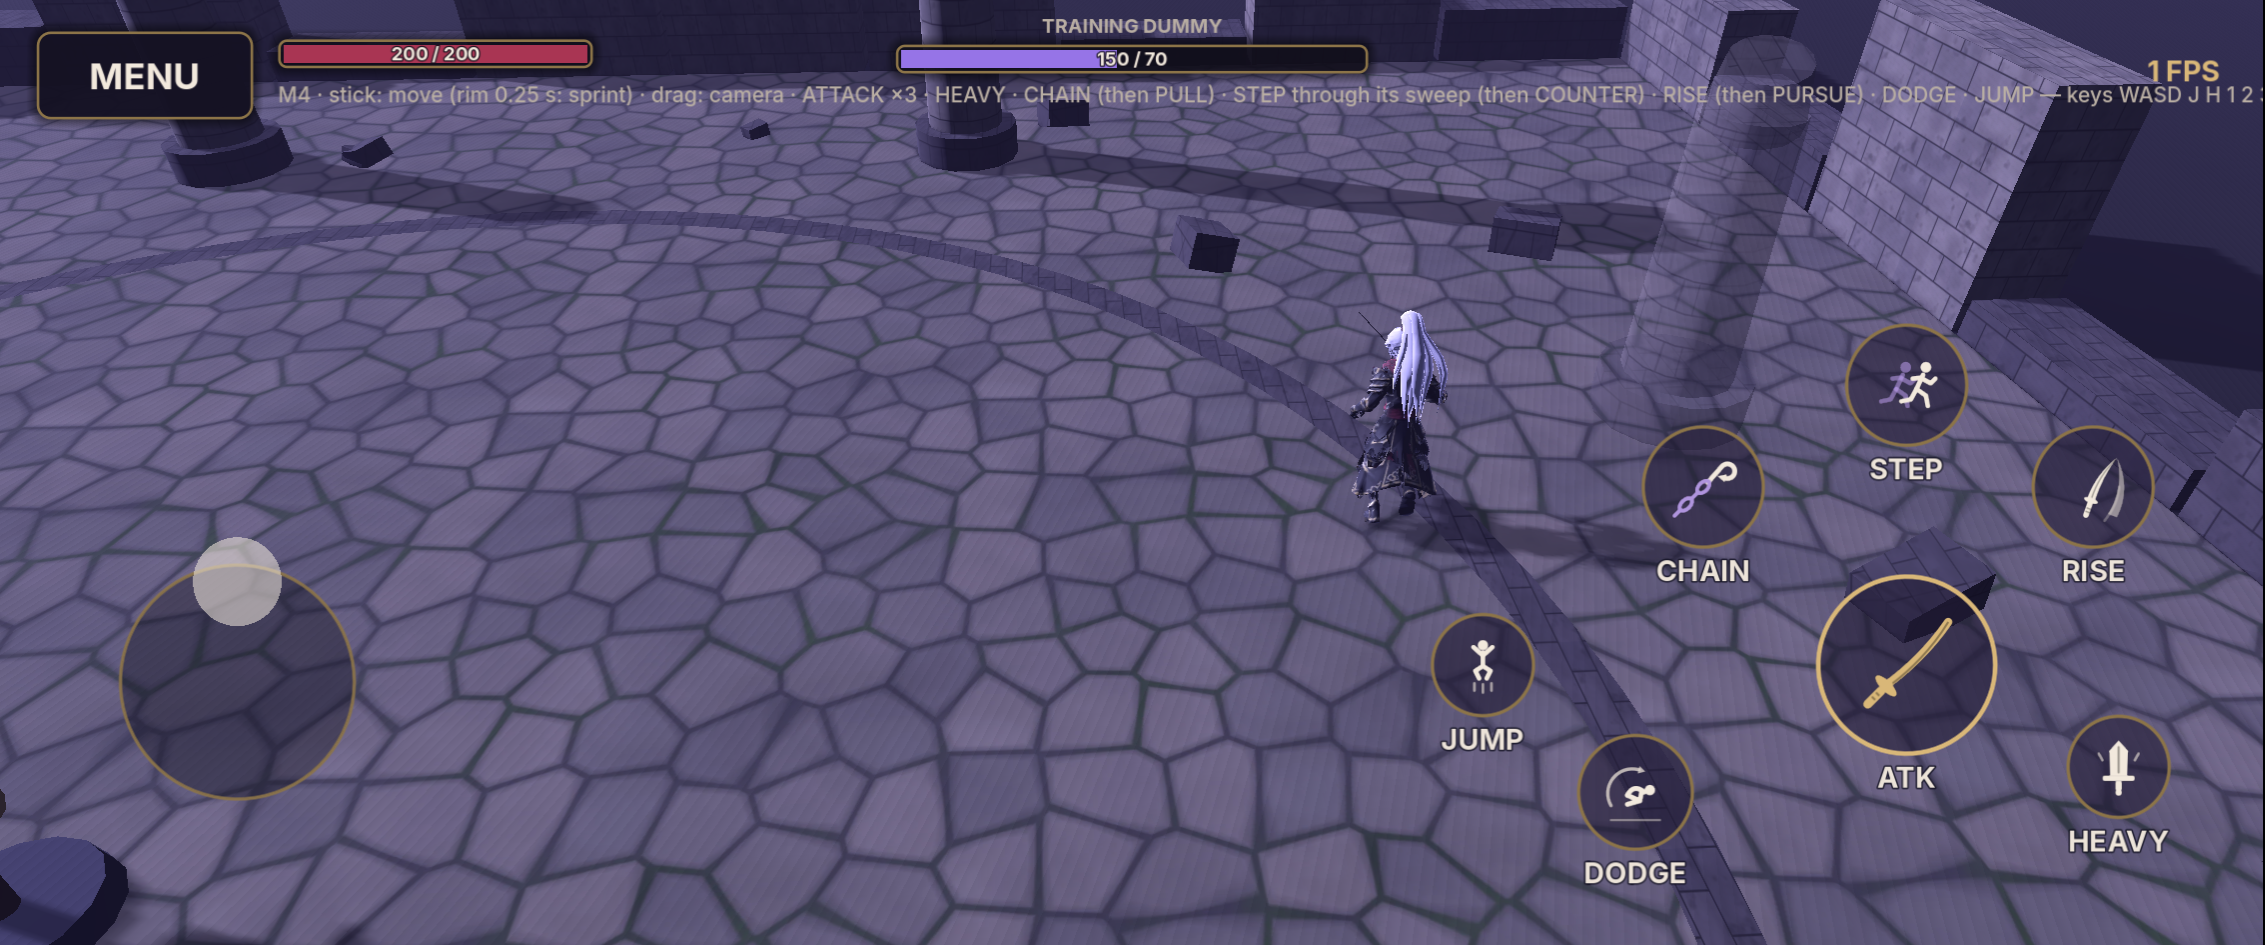 TRAINING DUMMY
MENU
200 / 200
150 / 70
1 FPS
M4 · stick: move (rim 0.25 s: sprint) · drag: camera · ATTACK ×3 · HEAVY · CHAIN (then PULL) · STEP through its sweep (then COUNTER) · RISE (then PURSUE) · DODGE · JUMP — keys WASD J H 1 2
STEP
CHAIN
RISE
JUMP
ATK
HEAVY
DODGE